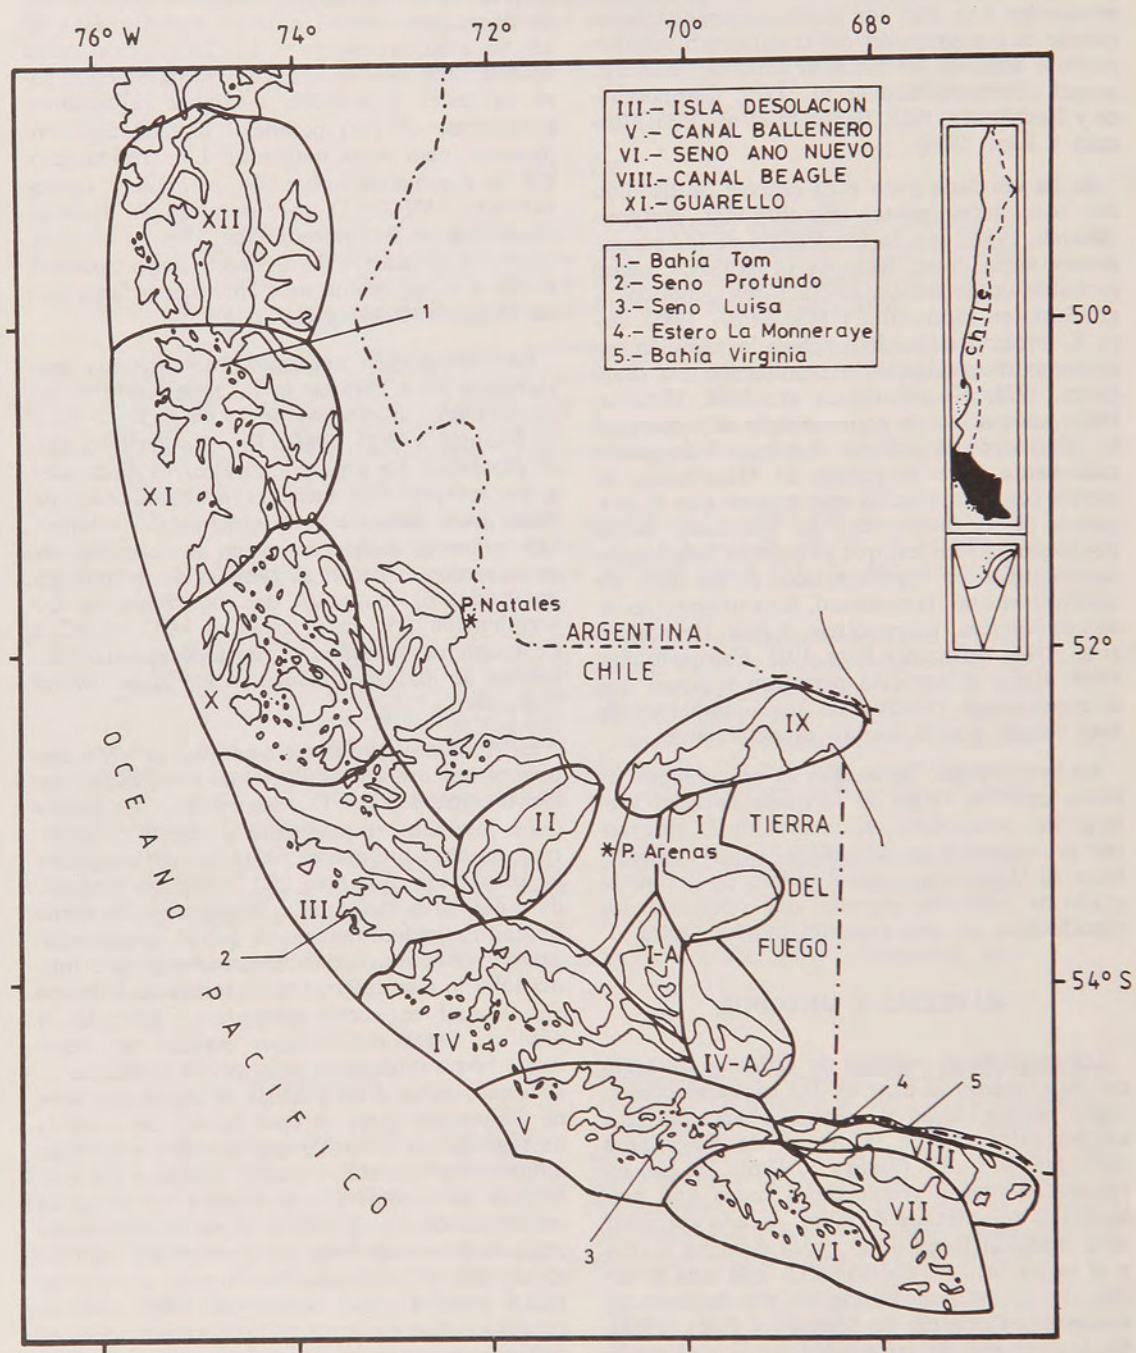 76° W 74° 72° 70° 68°
III.- ISLA DESOLACION
V.- CANAL BALLENERO
VI.- SENO ANO NUEVO
VIII.- CANAL BEAGLE
XI.- GUARELLO
1.- Bahía Tom
2.- Seno Profundo
3.- Seno Luisa
4.- Estero La Monneraye
5.- Bahía Virginia
chile
XII
1
50°
XI
P. Natales
ARGENTINA
CHILE
52°
X
IX
OCEANO PACIFICO
II
I
TIERRA
DEL
FUEGO
P. Arenas
III
2
I-A
54° S
IV
IV-A
4
5
V
VIII
VII
VI
3